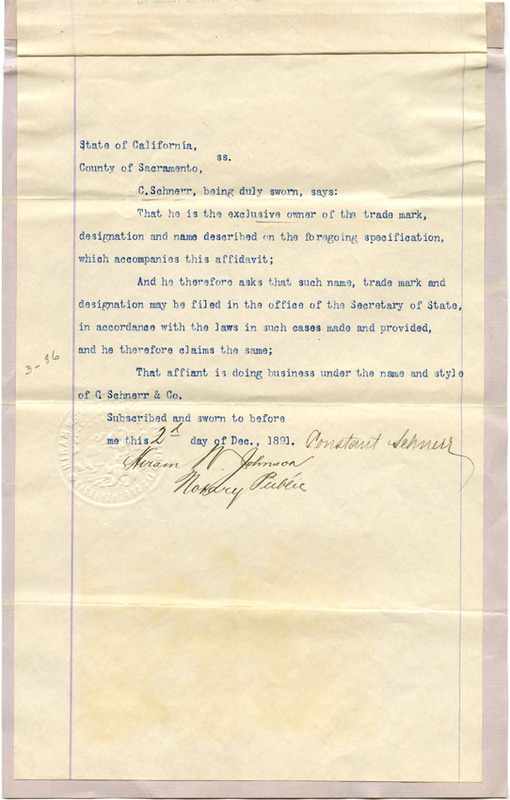 State of California,
ss.
County of Sacramento,
C.Schnerr, being duly sworn, says:
That he is the exclusive owner of the trade mark,
designation and name described on the foregoing specification,
which accompanies this affidavit;
And he therefore asks that such name, trade mark and
designation may be filed in the office of the Secretary of State,
in accordance with the laws in such cases made and provided,
and he therefore claims the same;
3-86
That affiant is doing business under the name and style
of C Schnerr & Co.
Subscribed and sworn to before
me this 2d day of Dec., 1891. Constant Schnerr
Hiram W. Johnson
Notary Public